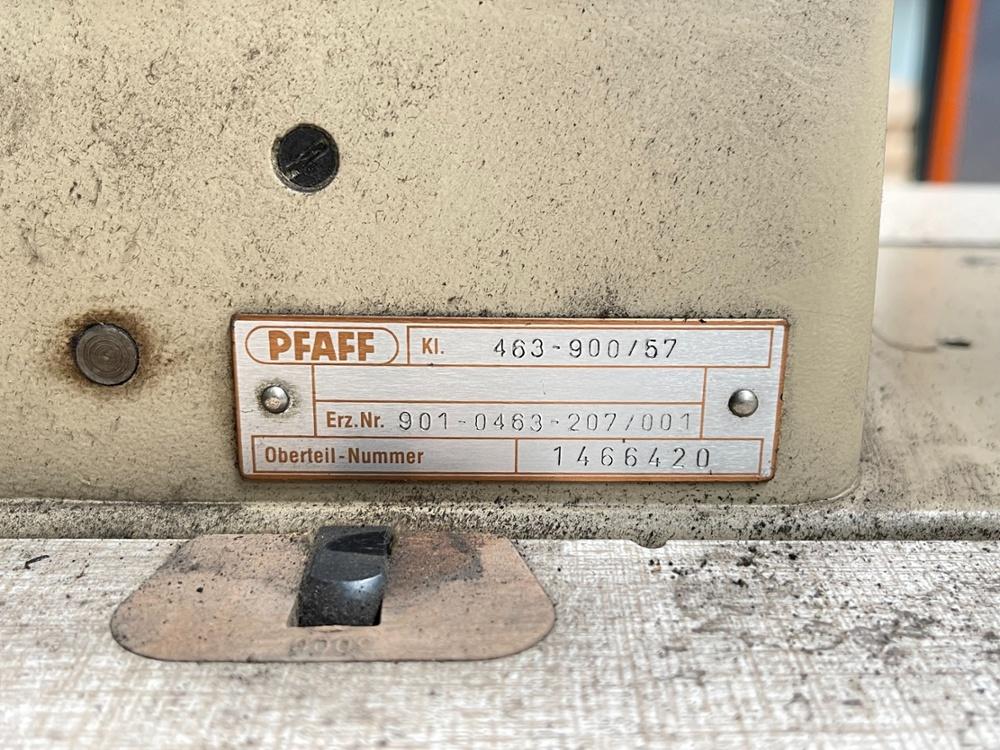 PFAFF Kl. 463-900/57
Erz.Nr. 901-0463-207/001
Oberteil-Nummer 1466420